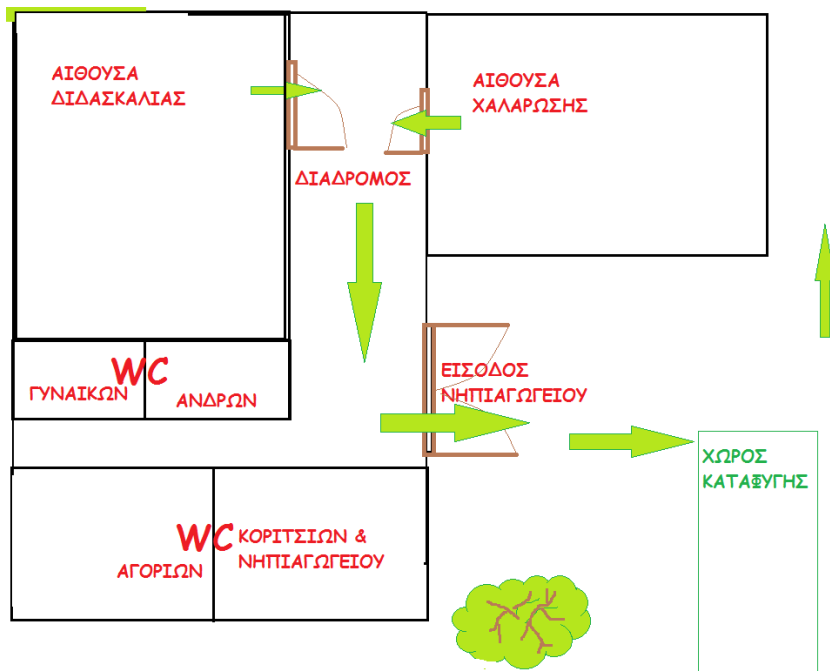 ΑΙΘΟΥΣΑ
ΔΙΔΑΣΚΑΛΙΑΣ
ΑΙΘΟΥΣΑ
ΧΑΛΑΡΩΣΗΣ
ΔΙΑΔΡΟΜΟΣ
ΕΙΣΟΔΟΣ
ΝΗΠΙΑΓΩΓΕΙΟΥ
WC
ΓΥΝΑΙΚΩΝ
ΑΝΔΡΩΝ
ΧΩΡΟΣ
ΚΑΤΑΦΥΓΗΣ
WC
ΑΓΟΡΙΩΝ
ΚΟΡΙΤΣΙΩΝ &
ΝΗΠΙΑΓΩΓΕΙΟΥ